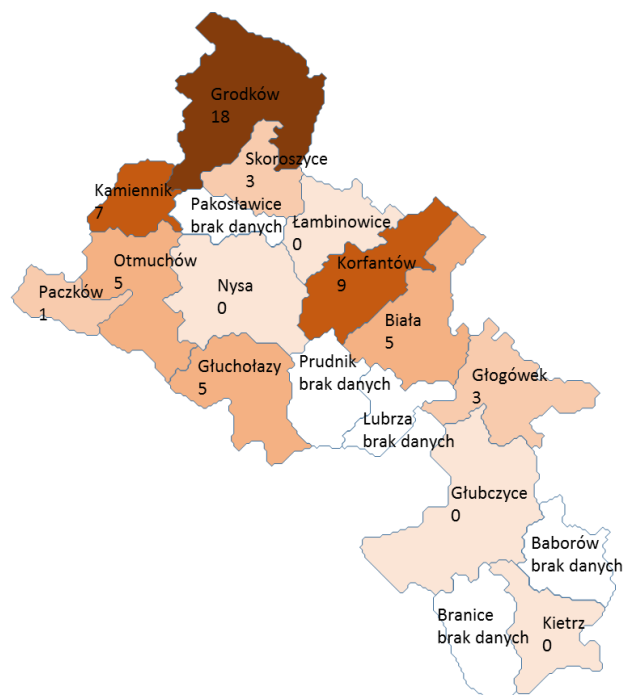 Grodków
18
Skoroszyce
3
Kamiennik
7
Pakosławice
brak danych
Łambinowice
0
Otmuchów
5
Korfantów
9
Paczków
1
Nysa
0
Biała
5
Głuchołazy
5
Prudnik
brak danych
Głogówek
3
Lubrza
brak danych
Głubczyce
0
Baborów
brak danych
Branice
brak danych
Kietrz
0